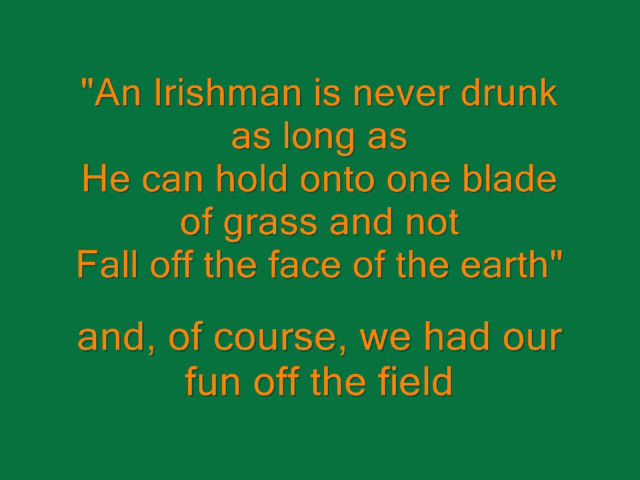 "An Irishman is never drunk
as long as
He can hold onto one blade
of grass and not
Fall off the face of the earth"
and, of course, we had our
fun off the field